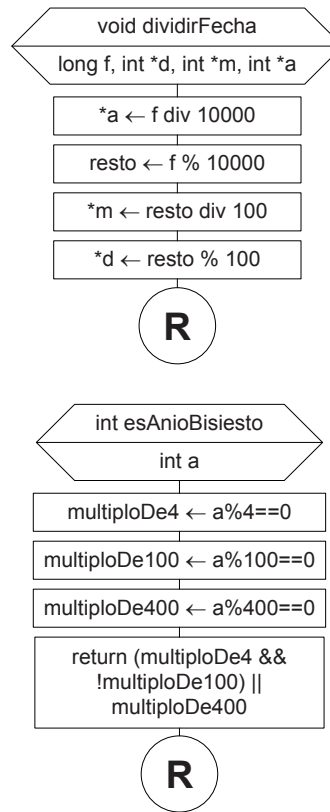 void dividirFecha
long f, int *d, int *m, int *a
*a ← f div 10000
resto ← f % 10000
*m ← resto div 100
*d ← resto % 100
R
int esAnioBisiesto
int a
multiploDe4 ← a%4==0
multiploDe100 ← a%100==0
multiploDe400 ← a%400==0
return (multiploDe4 &&
!multiploDe100) ||
multiploDe400
R